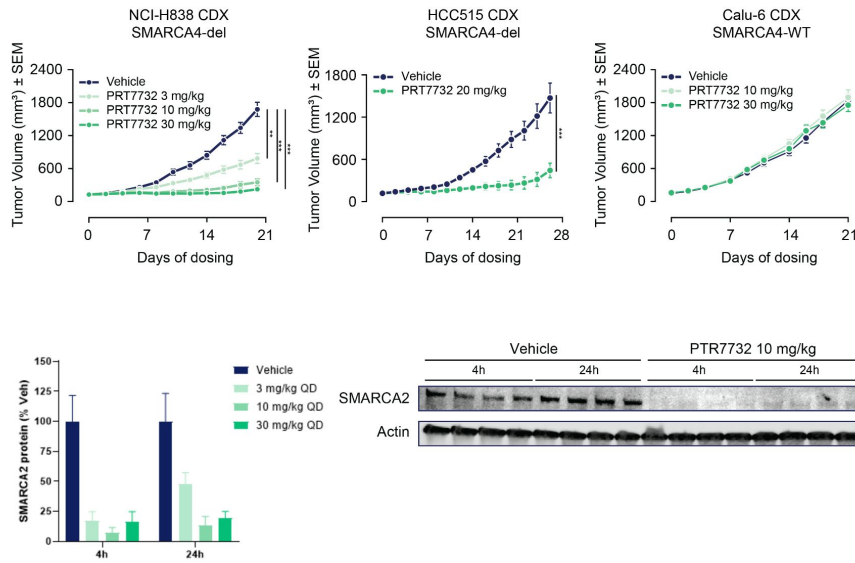 NCI-H838 CDX
SMARCA4-del
Tumor Volume (mm³) ± SEM
2400
1800
1200
600
0
Vehicle
PRT7732 3 mg/kg
PRT7732 10 mg/kg
PRT7732 30 mg/kg
**
***
***
0 7 14 21
Days of dosing
HCC515 CDX
SMARCA4-del
Tumor Volume (mm³) ± SEM
1800
1200
600
0
Vehicle
PRT7732 20 mg/kg
***
0 7 14 21 28
Days of dosing
Calu-6 CDX
SMARCA4-WT
Tumor Volume (mm³) ± SEM
2400
1800
1200
600
0
Vehicle
PRT7732 10 mg/kg
PRT7732 30 mg/kg
0 7 14 21
Days of dosing
SMARCA2 protein (% Veh)
150
125
100
75
50
25
0
4h 24h
Vehicle
3 mg/kg QD
10 mg/kg QD
30 mg/kg QD
Vehicle PTR7732 10 mg/kg
4h 24h 4h 24h
SMARCA2
Actin